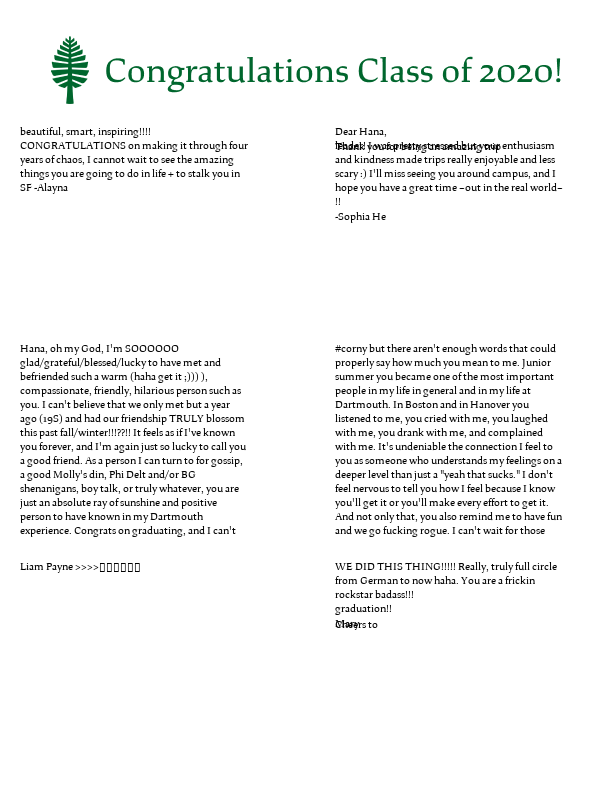 Congratulations Class of 2020!
beautiful, smart, inspiring!!!!
CONGRATULATIONS on making it through four
years of chaos, I cannot wait to see the amazing
things you are going to do in life + to stalk you in
SF -Alayna
Dear Hana,
Thank you for being an amazing trip
leader! I was pretty stressed but your enthusiasm
and kindness made trips really enjoyable and less
scary :) I'll miss seeing you around campus, and I
hope you have a great time ~out in the real world~
!!
-Sophia He
Hana, oh my God, I'm SOOOOOO
glad/grateful/blessed/lucky to have met and
befriended such a warm (haha get it ;))) ),
compassionate, friendly, hilarious person such as
you. I can't believe that we only met but a year
ago (19S) and had our friendship TRULY blossom
this past fall/winter!!!??!! It feels as if I've known
you forever, and I'm again just so lucky to call you
a good friend. As a person I can turn to for gossip,
a good Molly's din, Phi Delt and/or BG
shenanigans, boy talk, or truly whatever, you are
just an absolute ray of sunshine and positive
person to have known in my Dartmouth
experience. Congrats on graduating, and I can't
#corny but there aren't enough words that could
properly say how much you mean to me. Junior
summer you became one of the most important
people in my life in general and in my life at
Dartmouth. In Boston and in Hanover you
listened to me, you cried with me, you laughed
with me, you drank with me, and complained
with me. It's undeniable the connection I feel to
you as someone who understands my feelings on a
deeper level than just a "yeah that sucks." I don't
feel nervous to tell you how I feel because I know
you'll get it or you'll make every effort to get it.
And not only that, you also remind me to have fun
and we go fucking rogue. I can't wait for those
Liam Payne >>>>▯▯▯▯▯▯
WE DID THIS THING!!!!! Really, truly full circle
from German to now haha. You are a frickin
rockstar badass!!!
graduation!!
Cheers to